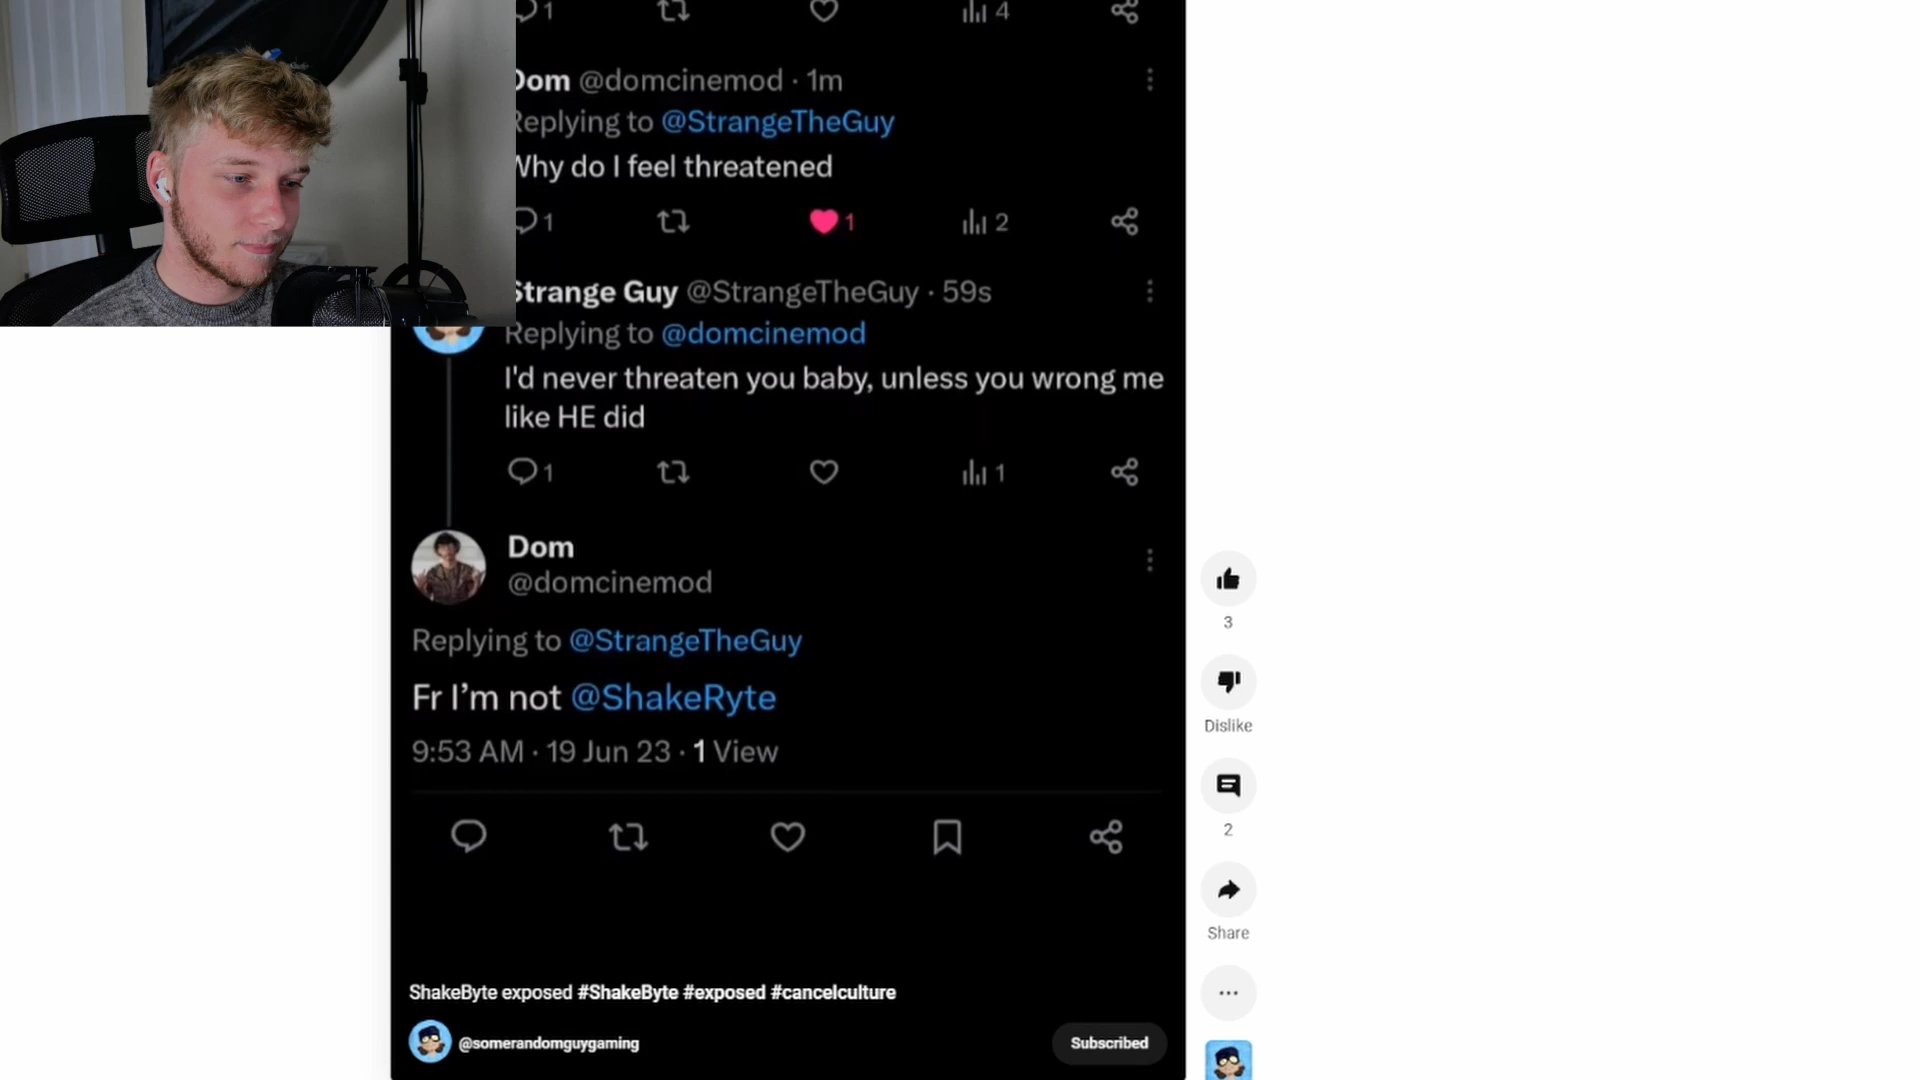 1 4
Dom @domcinemod · 1m
Replying to @StrangeTheGuy
Why do I feel threatened
1 1 2
Strange Guy @StrangeTheGuy · 59s
Replying to @domcinemod
I'd never threaten you baby, unless you wrong me
like HE did
1 1
Dom
@domcinemod
Replying to @StrangeTheGuy
Fr I’m not @ShakeRyte
9:53 AM · 19 Jun 23 · 1 View
3
Dislike
2
Share
ShakeByte exposed #ShakeByte #exposed #cancelculture
@somerandomguygaming
Subscribed